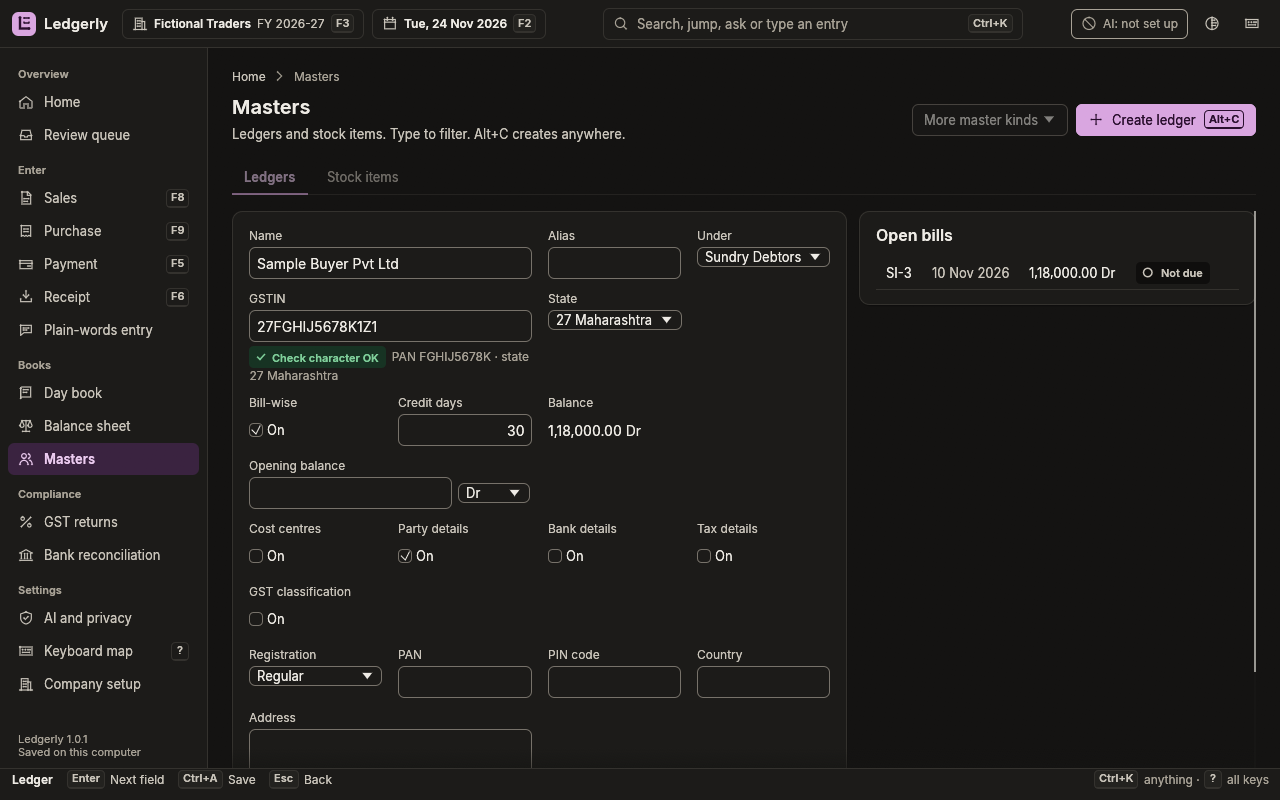 Ledgerly
Fictional Traders FY 2026-27 F3
Tue, 24 Nov 2026 F2
Search, jump, ask or type an entry Ctrl+K
AI: not set up
Overview
Home
Review queue
Enter
Sales F8
Purchase F9
Payment F5
Receipt F6
Plain-words entry
Books
Day book
Balance sheet
Masters
Compliance
GST returns
Bank reconciliation
Settings
AI and privacy
Keyboard map ?
Company setup
Ledgerly 1.0.1
Saved on this computer
Home > Masters
Masters
Ledgers and stock items. Type to filter. Alt+C creates anywhere.
More master kinds
+ Create ledger Alt+C
Ledgers Stock items
Name Alias Under
Sample Buyer Pvt Ltd Sundry Debtors
GSTIN State
27FGHIJ5678K1Z1 27 Maharashtra
Check character OK PAN FGHIJ5678K · state
27 Maharashtra
Bill-wise Credit days Balance
On 30 1,18,000.00 Dr
Opening balance
Dr
Cost centres Party details Bank details Tax details
On On On On
GST classification
On
Registration PAN PIN code Country
Regular
Address
Open bills
SI-3 10 Nov 2026 1,18,000.00 Dr Not due
Ledger Enter Next field Ctrl+A Save Esc Back
Ctrl+K anything · ? all keys